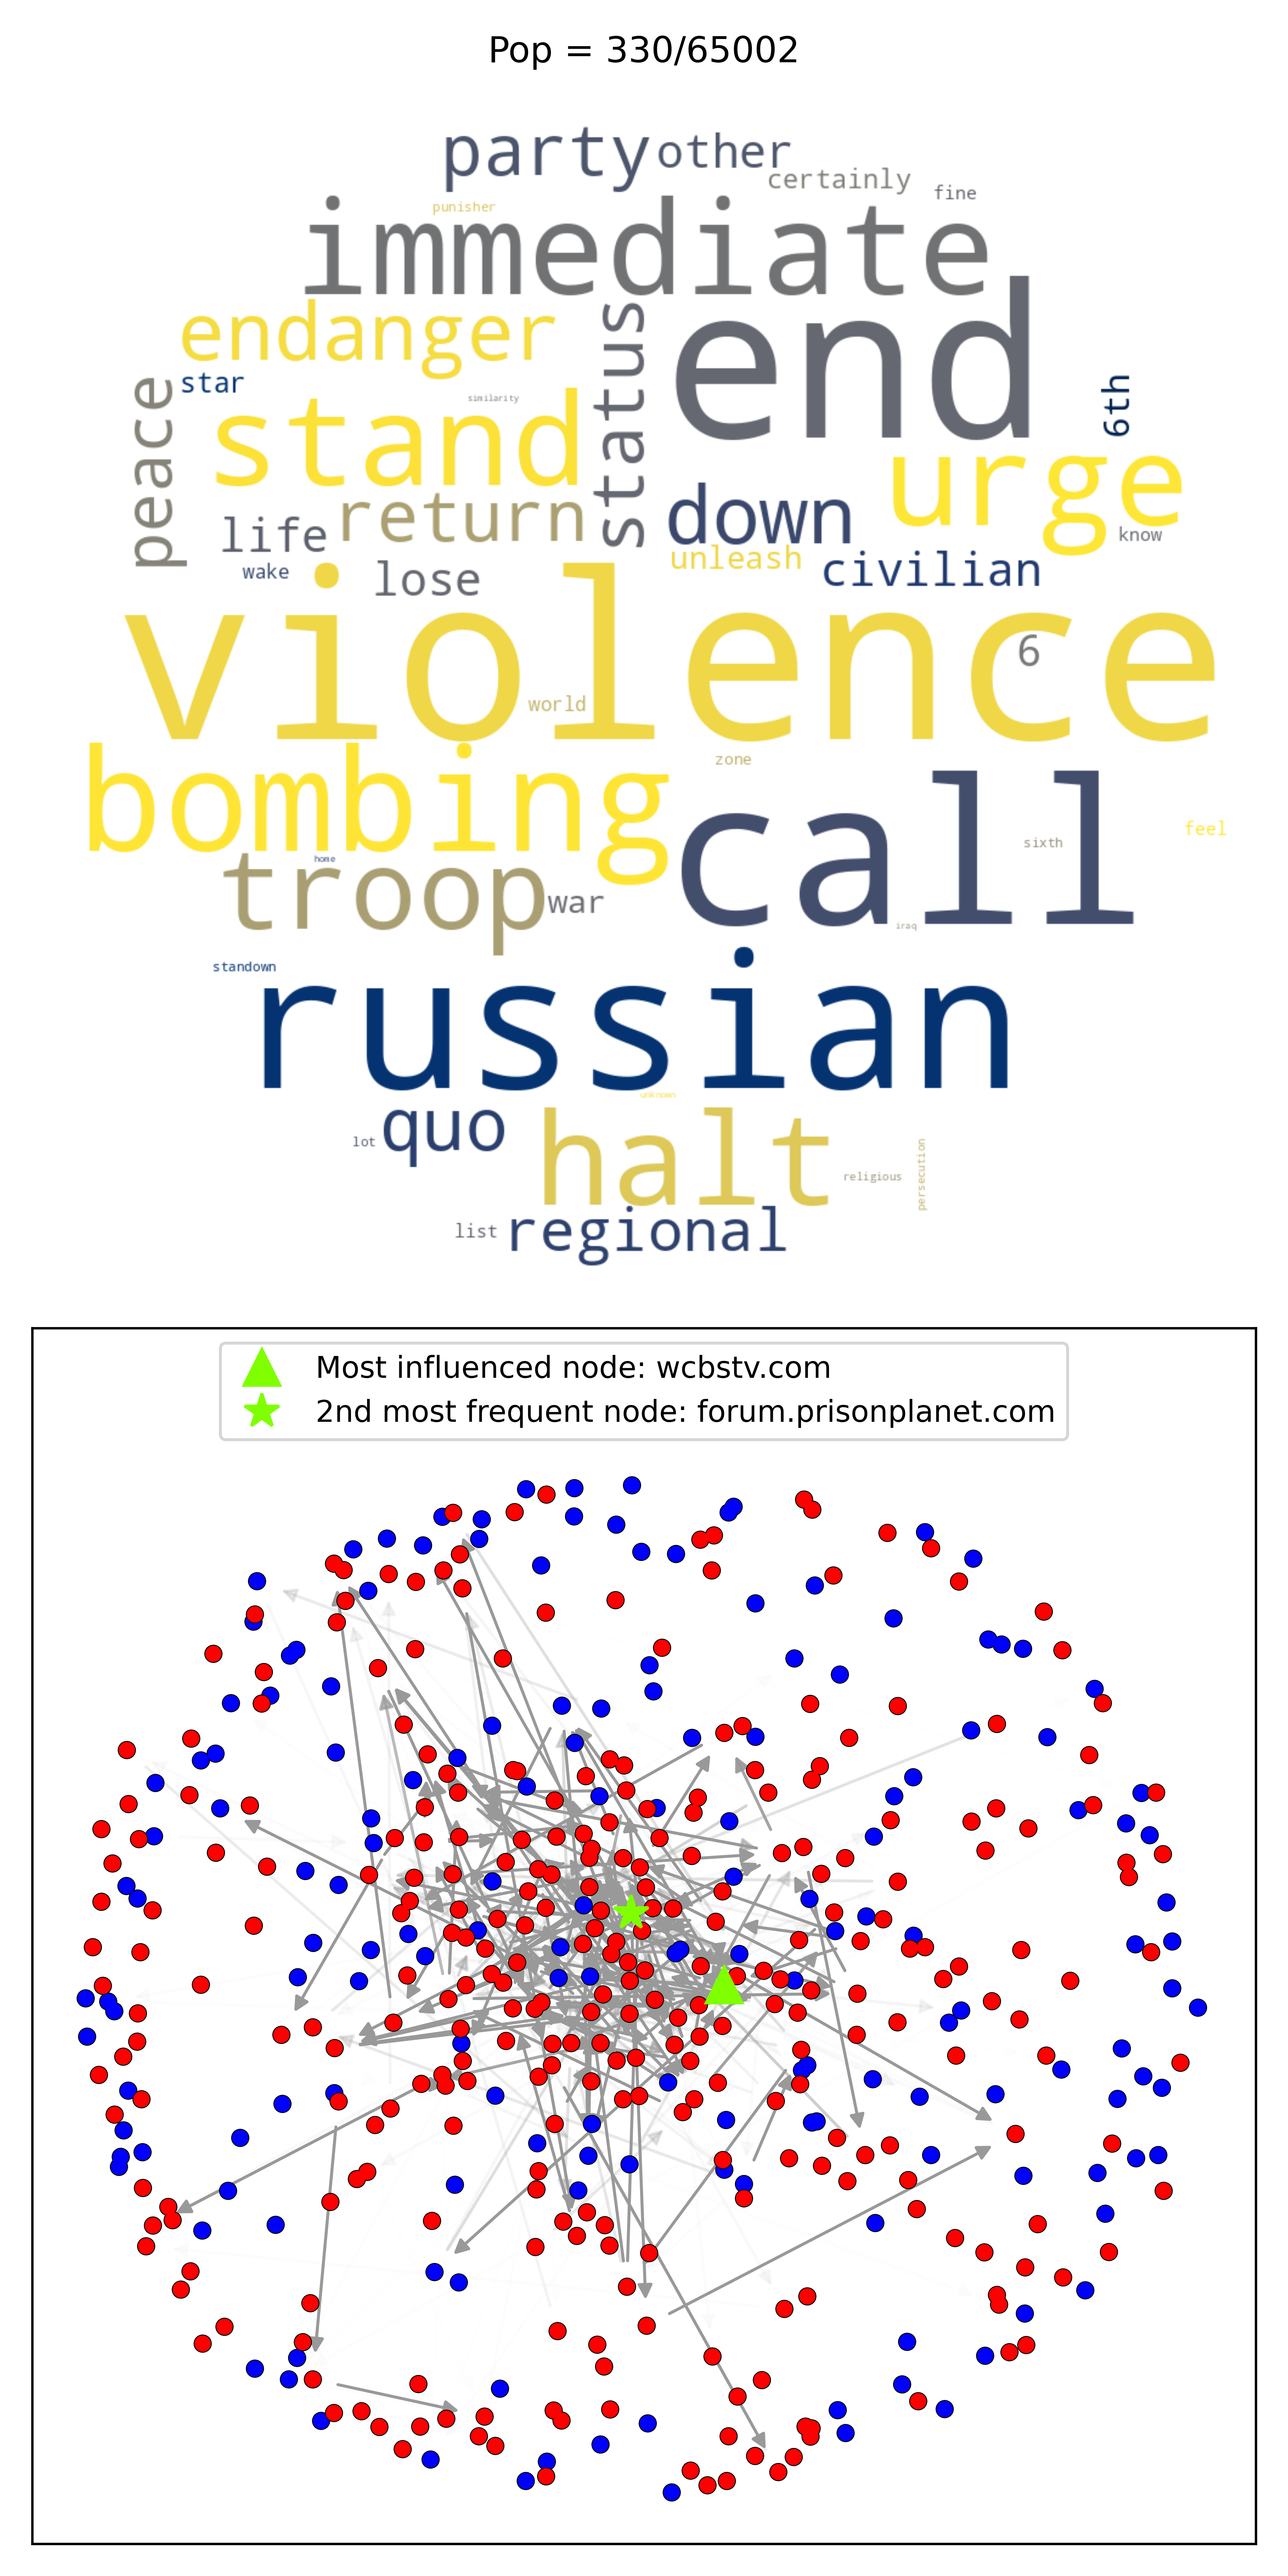 Pop = 330/65002
party other
certainly
fine
punisher
immediate
endanger
status
end
star
peace
similarity
6th
stand
urge
return
down
life
know
unleash
wake
lose
civilian
violence
6
world
zone
bombing
call
feel
sixth
home
troop
war
iraq
russian
standown
unknown
quo
lot
halt
religious
persecution
list
regional
Most influenced node: wcbstv.com
2nd most frequent node: forum.prisonplanet.com